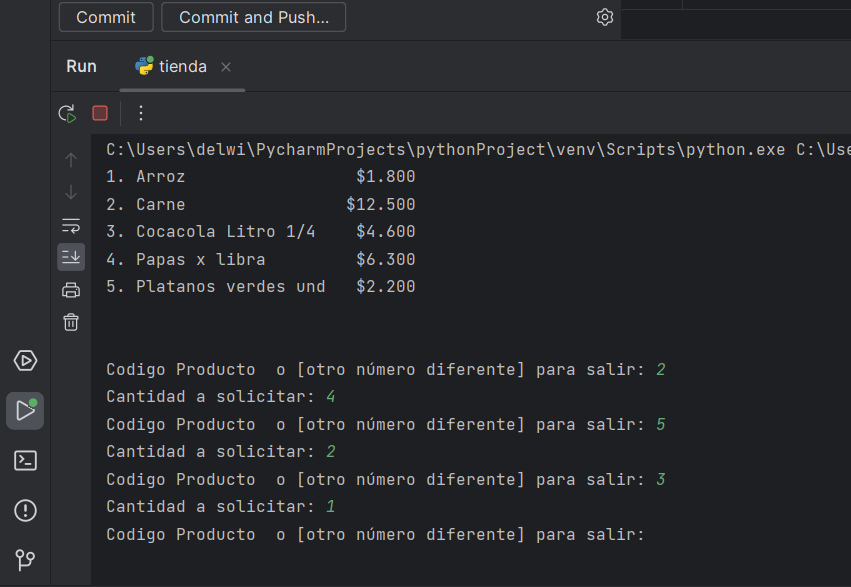 Commit Commit and Push...
Run tienda
C:\Users\delwi\PycharmProjects\pythonProject\venv\Scripts\python.exe C:\Use
1. Arroz $1.800
2. Carne $12.500
3. Cocacola Litro 1/4 $4.600
4. Papas x libra $6.300
5. Platanos verdes und $2.200
Codigo Producto  o [otro número diferente] para salir: 2
Cantidad a solicitar: 4
Codigo Producto  o [otro número diferente] para salir: 5
Cantidad a solicitar: 2
Codigo Producto  o [otro número diferente] para salir: 3
Cantidad a solicitar: 1
Codigo Producto  o [otro número diferente] para salir: